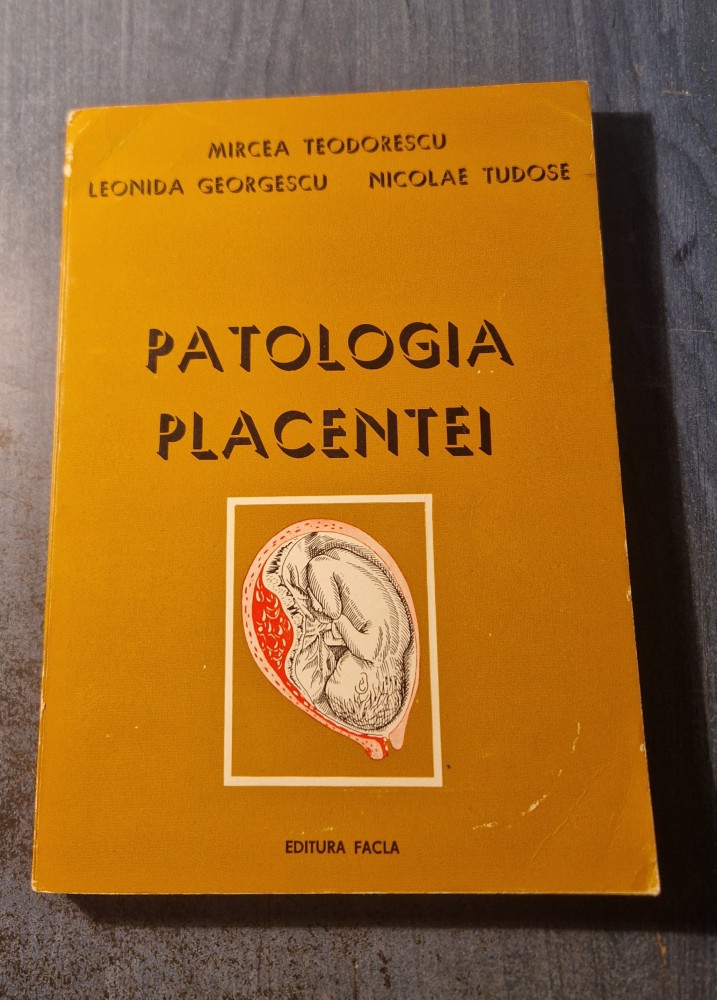 MIRCEA TEODORESCU
LEONIDA GEORGESCU NICOLAE TUDOSE
PATOLOGIA
PLACENTEI
EDITURA FACLA